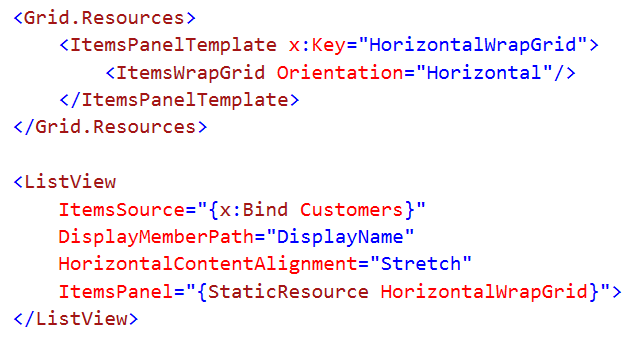 <Grid.Resources>
    <ItemsPanelTemplate x:Key="HorizontalWrapGrid">
        <ItemsWrapGrid Orientation="Horizontal"/>
    </ItemsPanelTemplate>
</Grid.Resources>

<ListView
    ItemsSource="{x:Bind Customers}"
    DisplayMemberPath="DisplayName"
    HorizontalContentAlignment="Stretch"
    ItemsPanel="{StaticResource HorizontalWrapGrid}">
</ListView>